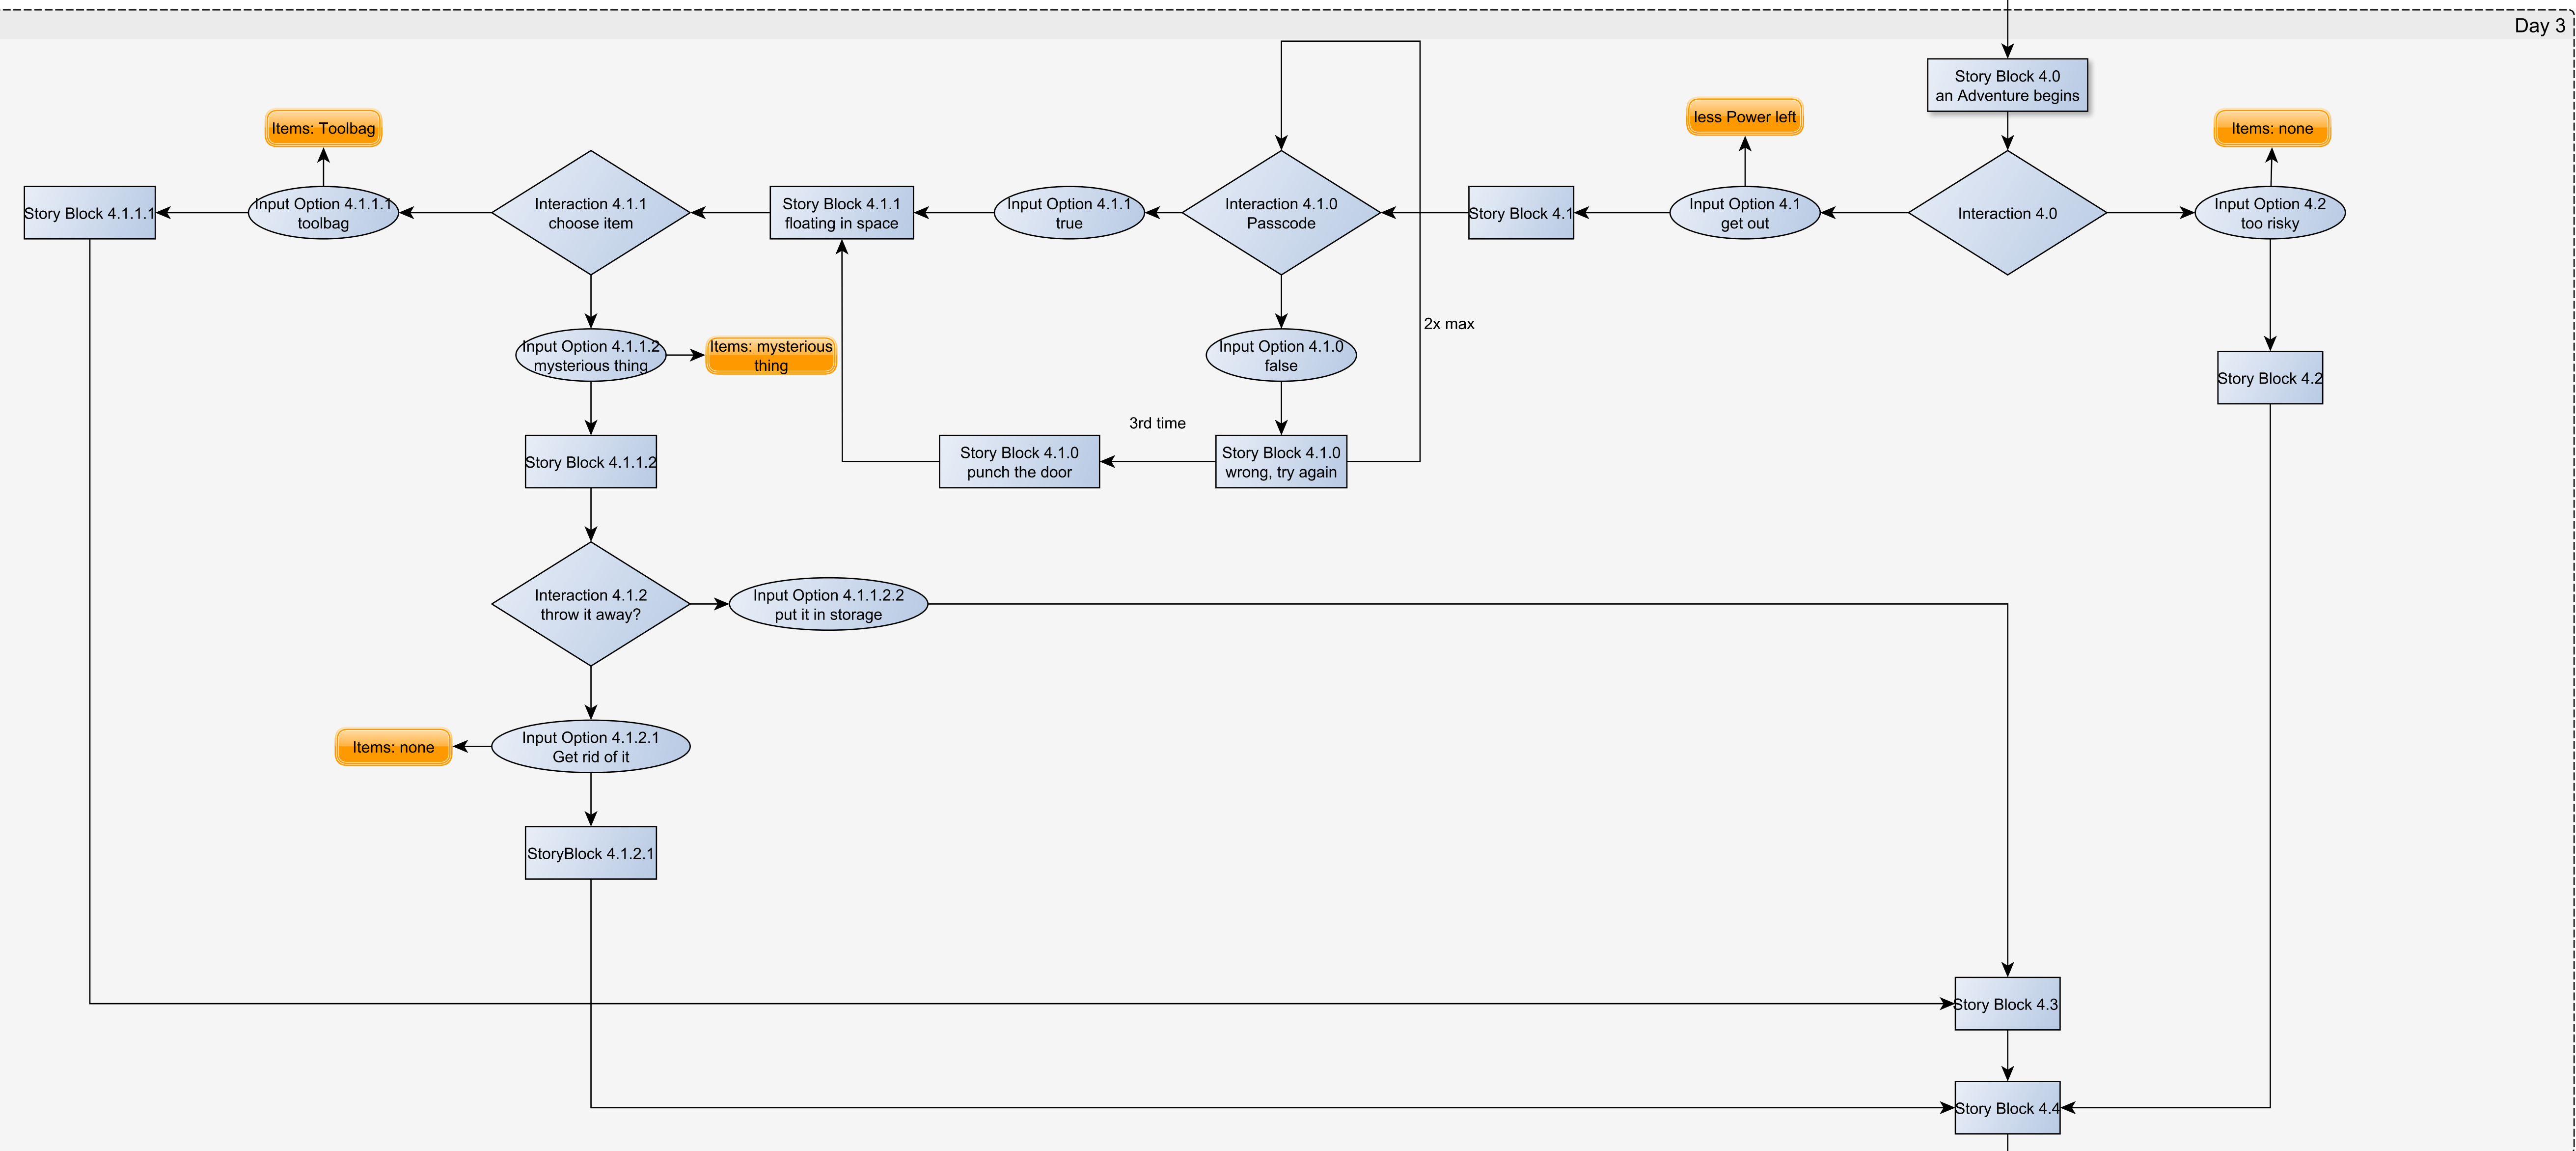 Day 3
Story Block 4.0
an Adventure begins
less Power left
Items: Toolbag
Items: none
Story Block 4.1.1.1
Input Option 4.1.1.1
toolbag
Interaction 4.1.1
choose item
Story Block 4.1.1
floating in space
Input Option 4.1.1
true
Interaction 4.1.0
Passcode
Story Block 4.1
Input Option 4.1
get out
Interaction 4.0
Input Option 4.2
too risky
2x max
Input Option 4.1.1.2
mysterious thing
Items: mysterious
thing
Input Option 4.1.0
false
Story Block 4.2
3rd time
Story Block 4.1.1.2
Story Block 4.1.0
punch the door
Story Block 4.1.0
wrong, try again
Interaction 4.1.2
throw it away?
Input Option 4.1.1.2.2
put it in storage
Items: none
Input Option 4.1.2.1
Get rid of it
StoryBlock 4.1.2.1
Story Block 4.3
Story Block 4.4